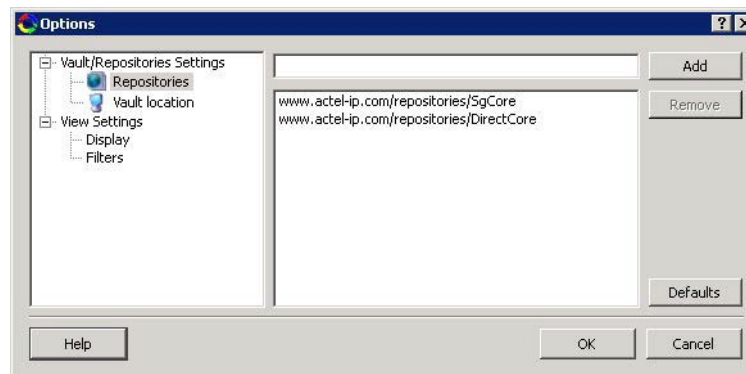 Options
Vault/Repositories Settings
Repositories
Vault location
View Settings
Display
Filters
Add
www.actel-ip.com/repositories/SgCore
www.actel-ip.com/repositories/DirectCore
Remove
Defaults
Help
OK
Cancel